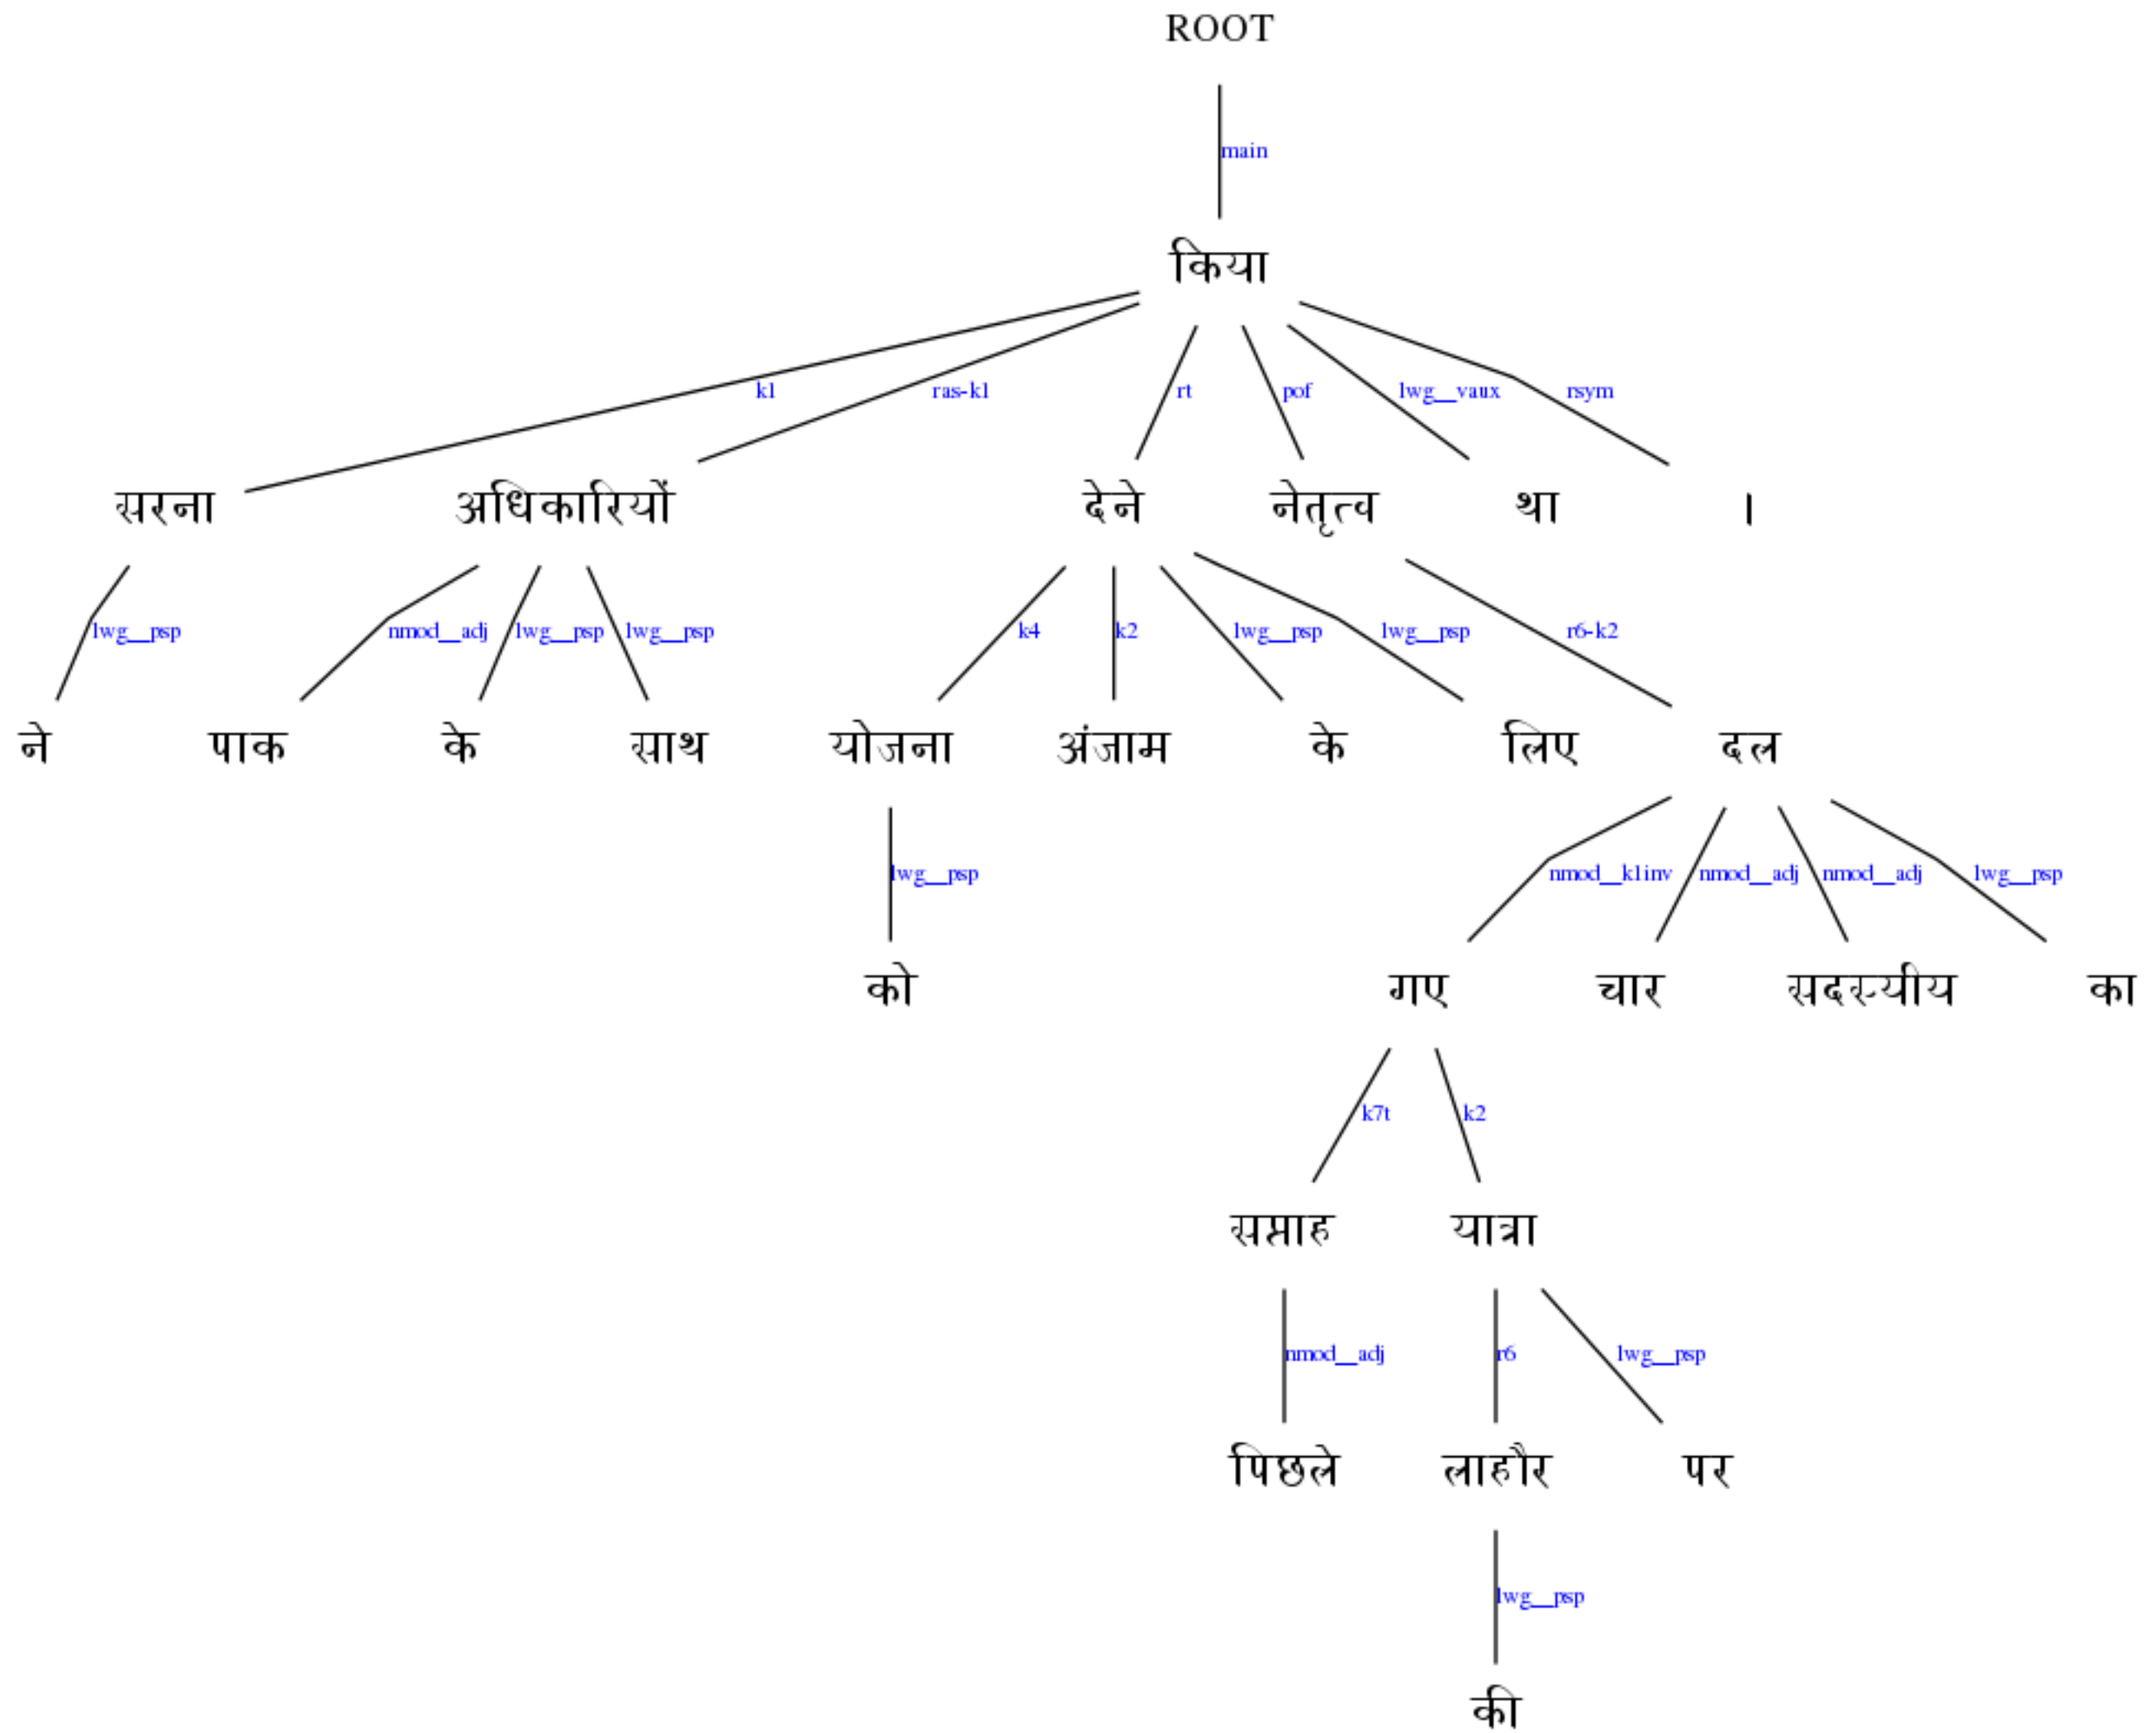 ROOT
main
किया
k1 ras-k1 rt pof lwg__vaux rsym
सरना अधिकारियों देने नेतृत्व था ।
lwg__psp nmod__adj lwg__psp lwg__psp k4 k2 lwg__psp lwg__psp r6-k2
ने पाक के साथ योजना अंजाम के लिए दल
lwg__psp nmod__k1inv nmod__adj nmod__adj lwg__psp
को गए चार सदस्यीय का
k7t k2
सप्ताह यात्रा
nmod__adj r6 lwg__psp
पिछले लाहौर पर
lwg__psp
की